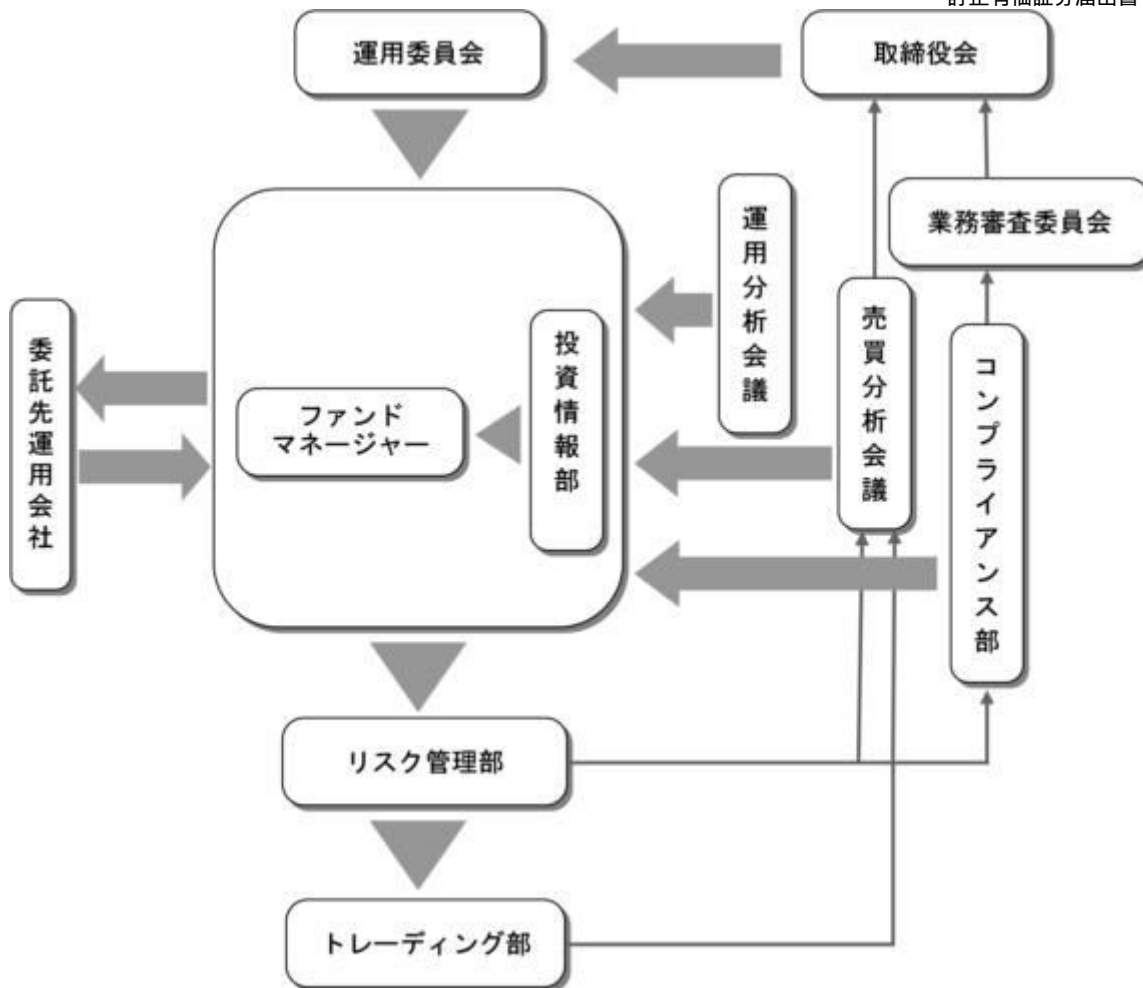 訂正有価証券届出書
運用委員会
取締役会
運用分析会議
業務審査委員会
売買分析会議
委託先運用会社
投資情報部
コンプライアンス部
ファンド
マネージャー
リスク管理部
トレーディング部